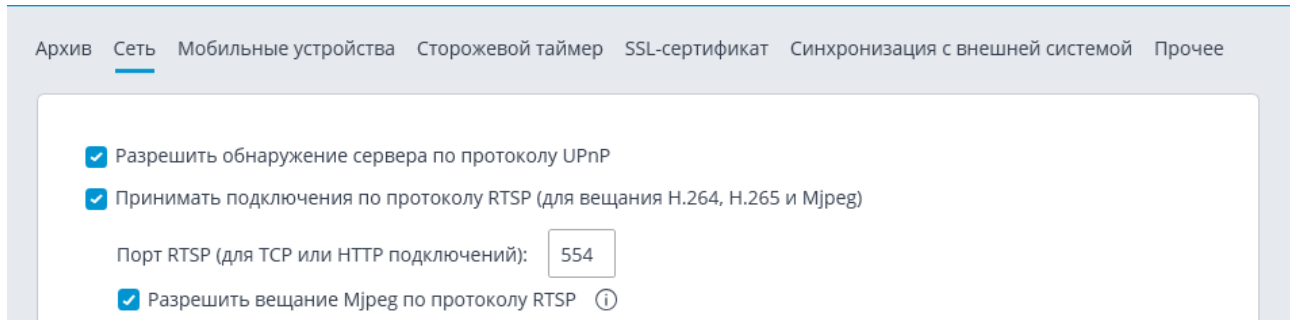 Архив Сеть Мобильные устройства Сторожевой таймер SSL-сертификат Синхронизация с внешней системой Прочее
Разрешить обнаружение сервера по протоколу UPnP
Принимать подключения по протоколу RTSP (для вещания H.264, H.265 и Mjpeg)
Порт RTSP (для TCP или HTTP подключений): 554
Разрешить вещание Mjpeg по протоколу RTSP